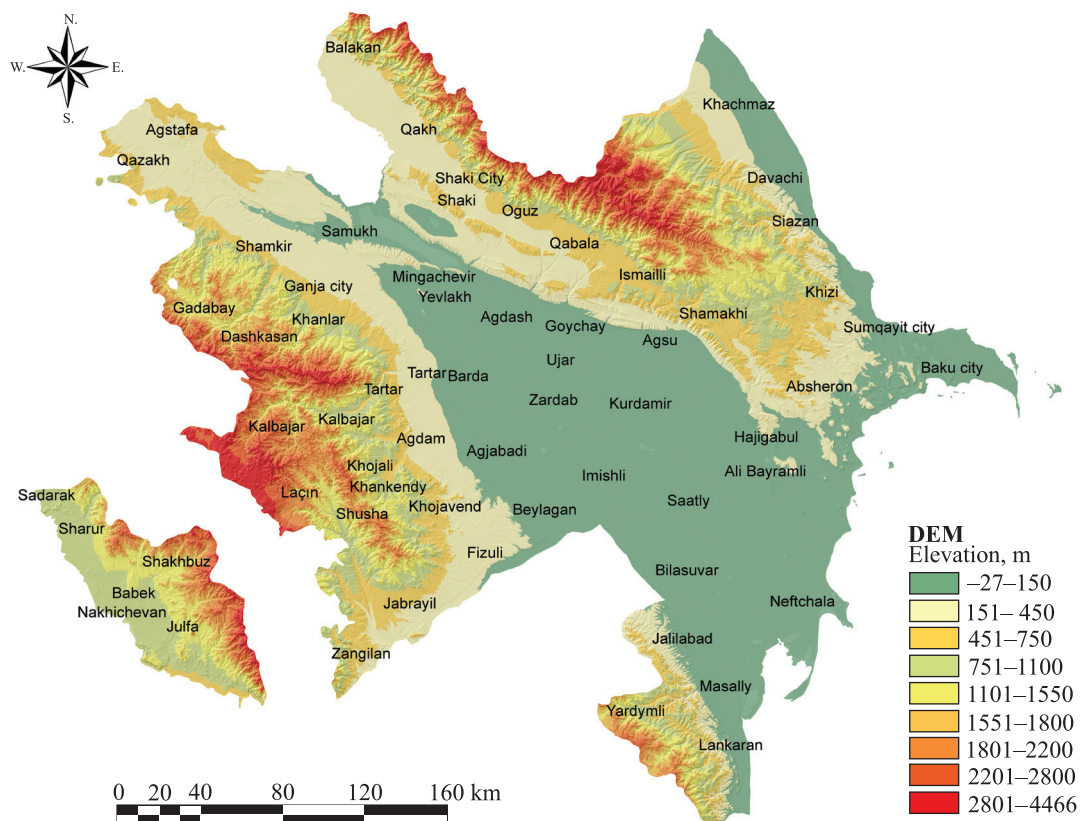 N.
W.
E.
S.
Balakan
Khachmaz
Agstafa
Qakh
Qazakh
Shaki City
Davachi
Shaki
Oguz
Siazan
Samukh
Qabala
Shamkir
Ismailli
Mingachevir
Ganja city
Yevlakh
Khizi
Gadabay
Khanlar
Agdash
Goychay
Shamakhi
Sumqayit city
Dashkasan
Agsu
Ujar
Baku city
Tartar
Barda
Absheron
Tartar
Zardab
Kurdamir
Kalbajar
Kalbajar
Agdam
Hajigabul
Agjabadi
Khojali
Imishli
Ali Bayramli
Khankendy
Laçın
Sadarak
Saatly
Khojavend
Shusha
Beylagan
Sharur
Fizuli
Shakhbuz
Bilasuvar
Babek
Nakhichevan
Jabrayil
Neftchala
Julfa
Jalilabad
Zangilan
Masally
Yardymli
Lankaran
DEM
Elevation, m
–27–150
151– 450
451–750
751–1100
1101–1550
1551–1800
1801–2200
2201–2800
2801–4466
0 20 40 80 120 160 km